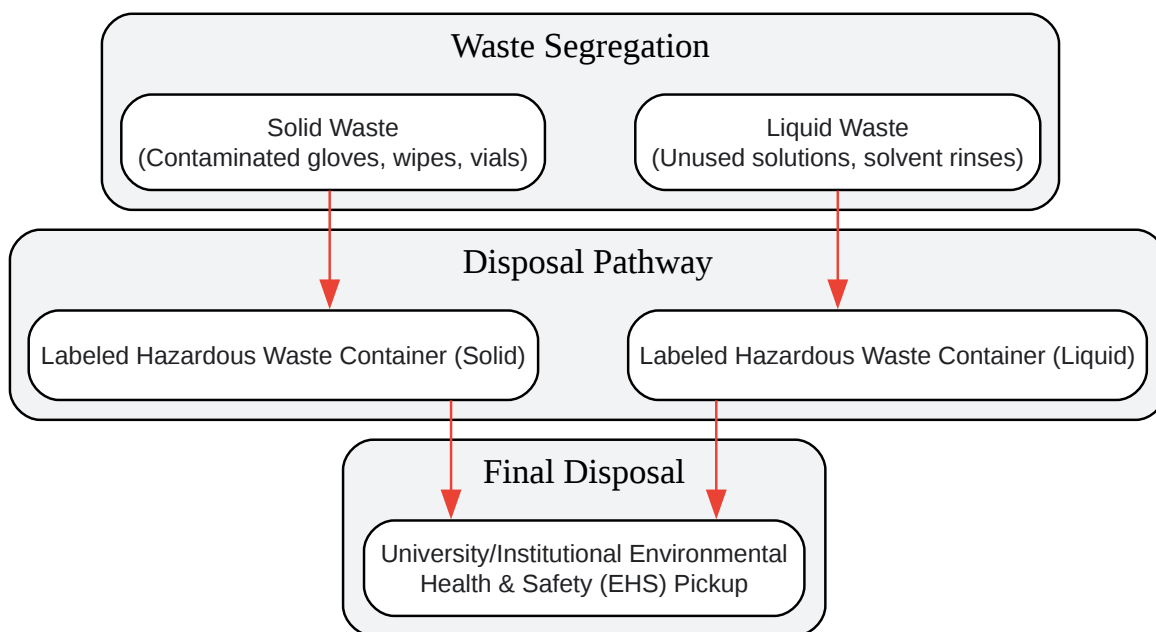 Waste Segregation
Solid Waste
(Contaminated gloves, wipes, vials)
Liquid Waste
(Unused solutions, solvent rinses)
Disposal Pathway
Labeled Hazardous Waste Container (Solid)
Labeled Hazardous Waste Container (Liquid)
Final Disposal
University/Institutional Environmental
Health & Safety (EHS) Pickup